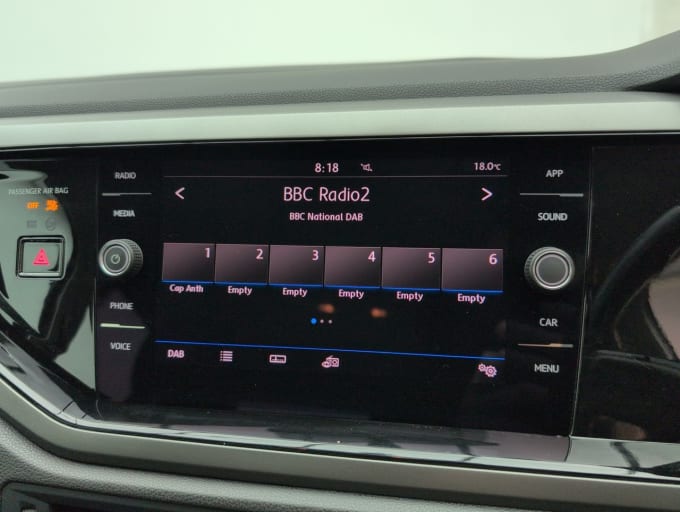 8:18 18.0°C
RADIO
APP
PASSENGER AIR BAG
OFF
< BBC Radio2 >
MEDIA
BBC National DAB
SOUND
1 2 3 4 5 6
Cap Anth Empty Empty Empty Empty Empty
PHONE
CAR
VOICE
DAB
MENU